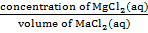 concentration of MgCl₂(aq)
volume of MaCl₂(aq)